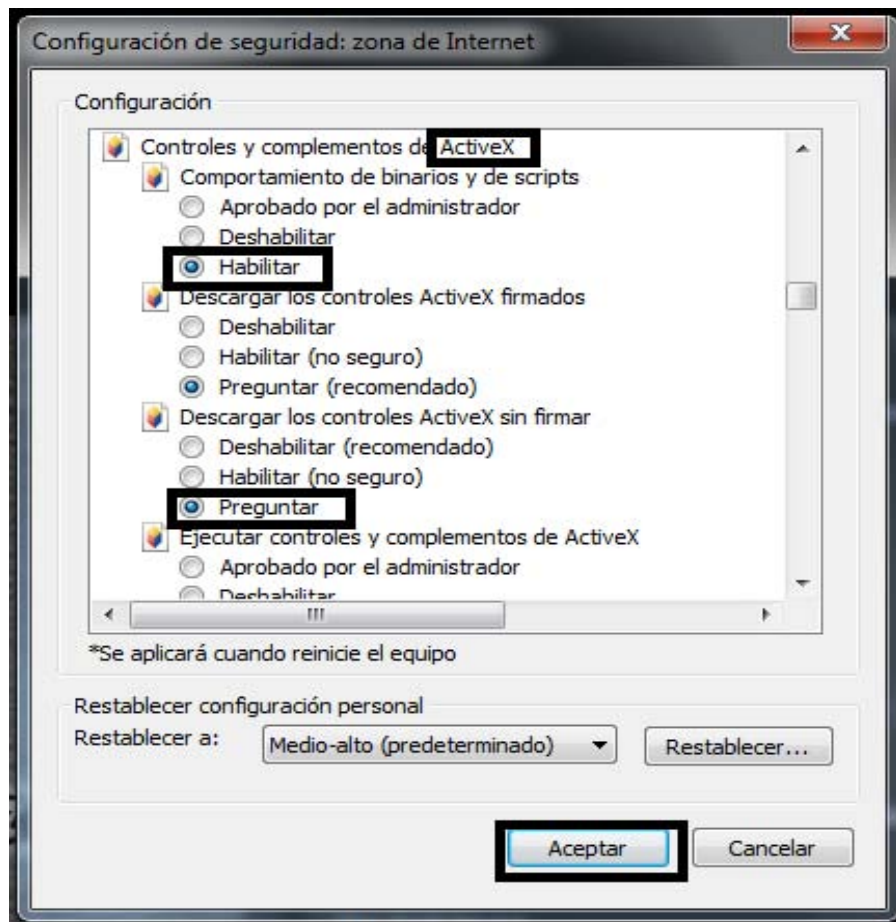 Configuración de seguridad: zona de Internet
Configuración
Controles y complementos de ActiveX
Comportamiento de binarios y de scripts
Aprobado por el administrador
Deshabilitar
Habilitar
Descargar los controles ActiveX firmados
Deshabilitar
Habilitar (no seguro)
Preguntar (recomendado)
Descargar los controles ActiveX sin firmar
Deshabilitar (recomendado)
Habilitar (no seguro)
Preguntar
Ejecutar controles y complementos de ActiveX
Aprobado por el administrador
Deshabilitar
*Se aplicará cuando reinicie el equipo
Restablecer configuración personal
Restablecer a: Medio-alto (predeterminado) Restablecer...
Aceptar Cancelar